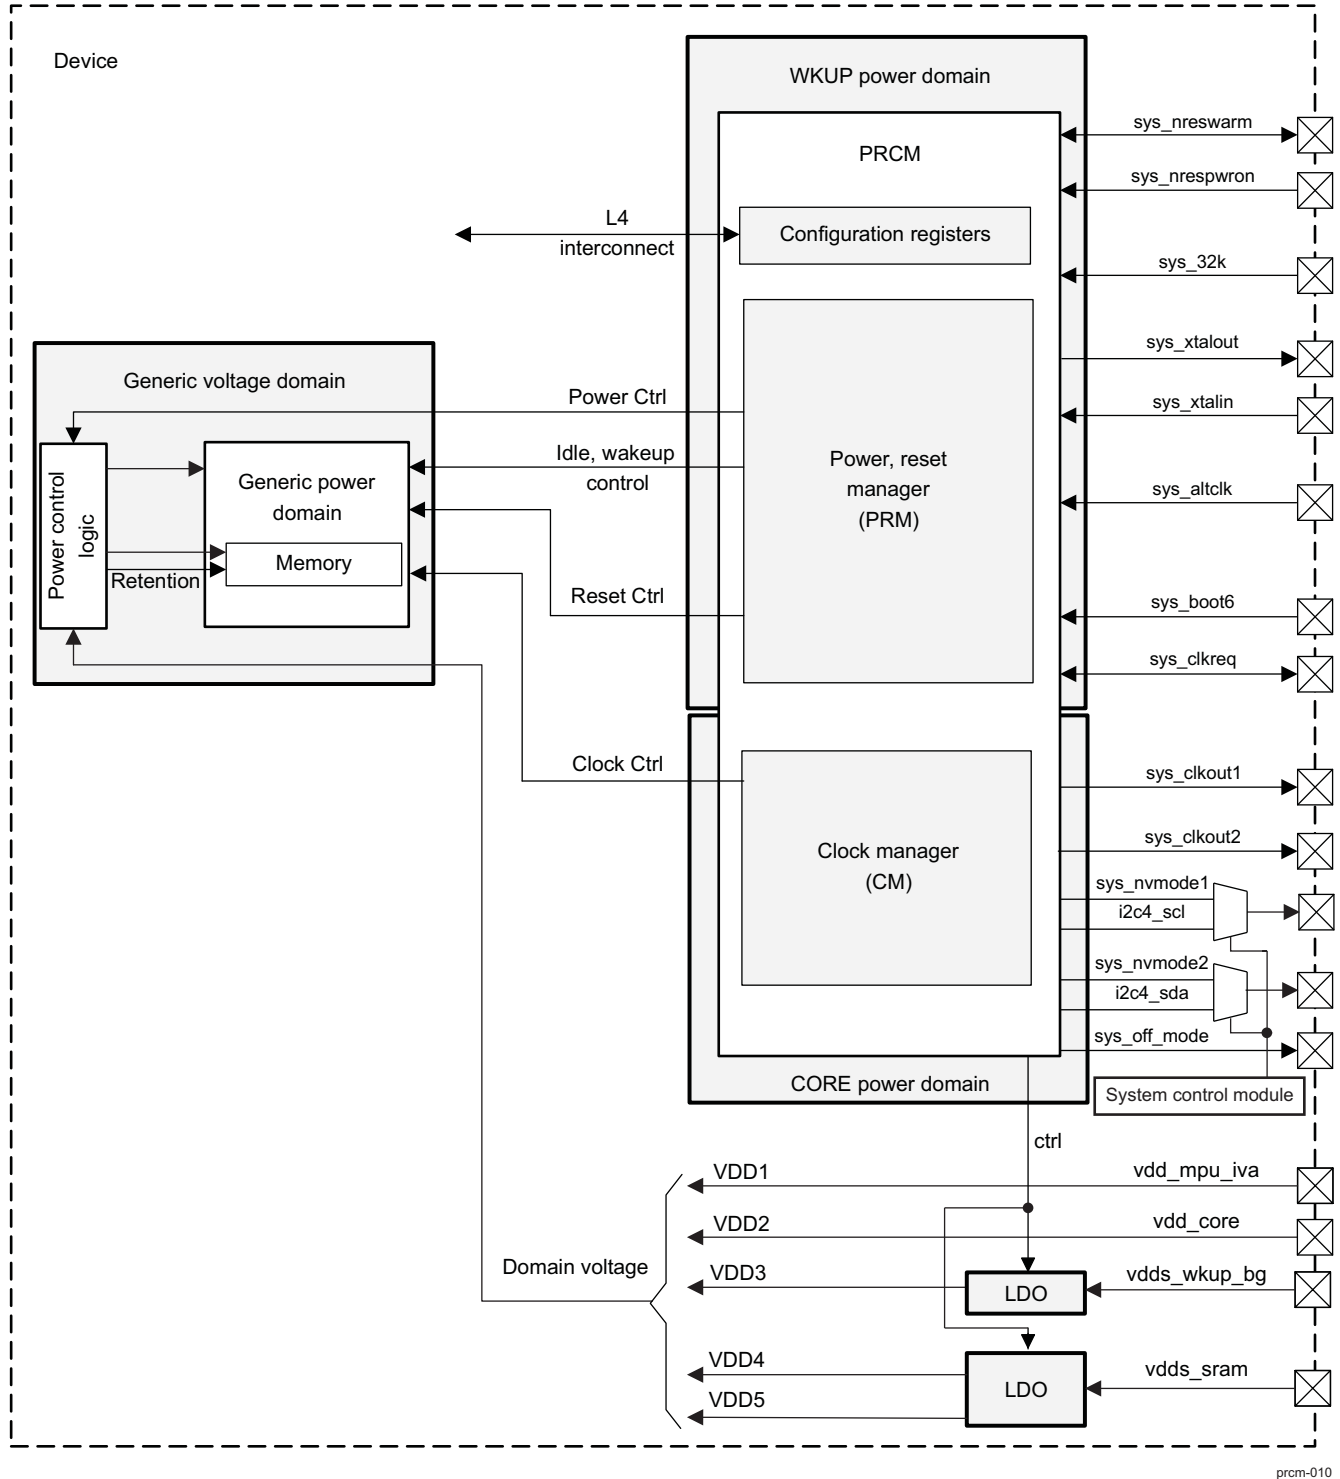 Device
WKUP power domain
PRCM
sys_nreswarm
sys_nrespwron
L4
interconnect
Configuration registers
sys_32k
sys_xtalout
Generic voltage domain
Power Ctrl
sys_xtalin
Idle, wakeup
control
Power, reset
manager
(PRM)
Power control
logic
Generic power
domain
sys_altclk
Memory
Retention
Reset Ctrl
sys_boot6
sys_clkreq
Clock Ctrl
sys_clkout1
Clock manager
(CM)
sys_clkout2
sys_nvmode1
i2c4_scl
sys_nvmode2
i2c4_sda
sys_off_mode
CORE power domain
System control module
ctrl
VDD1
vdd_mpu_iva
VDD2
vdd_core
Domain voltage
VDD3
LDO
vdds_wkup_bg
VDD4
VDD5
LDO
vdds_sram
prcm-010